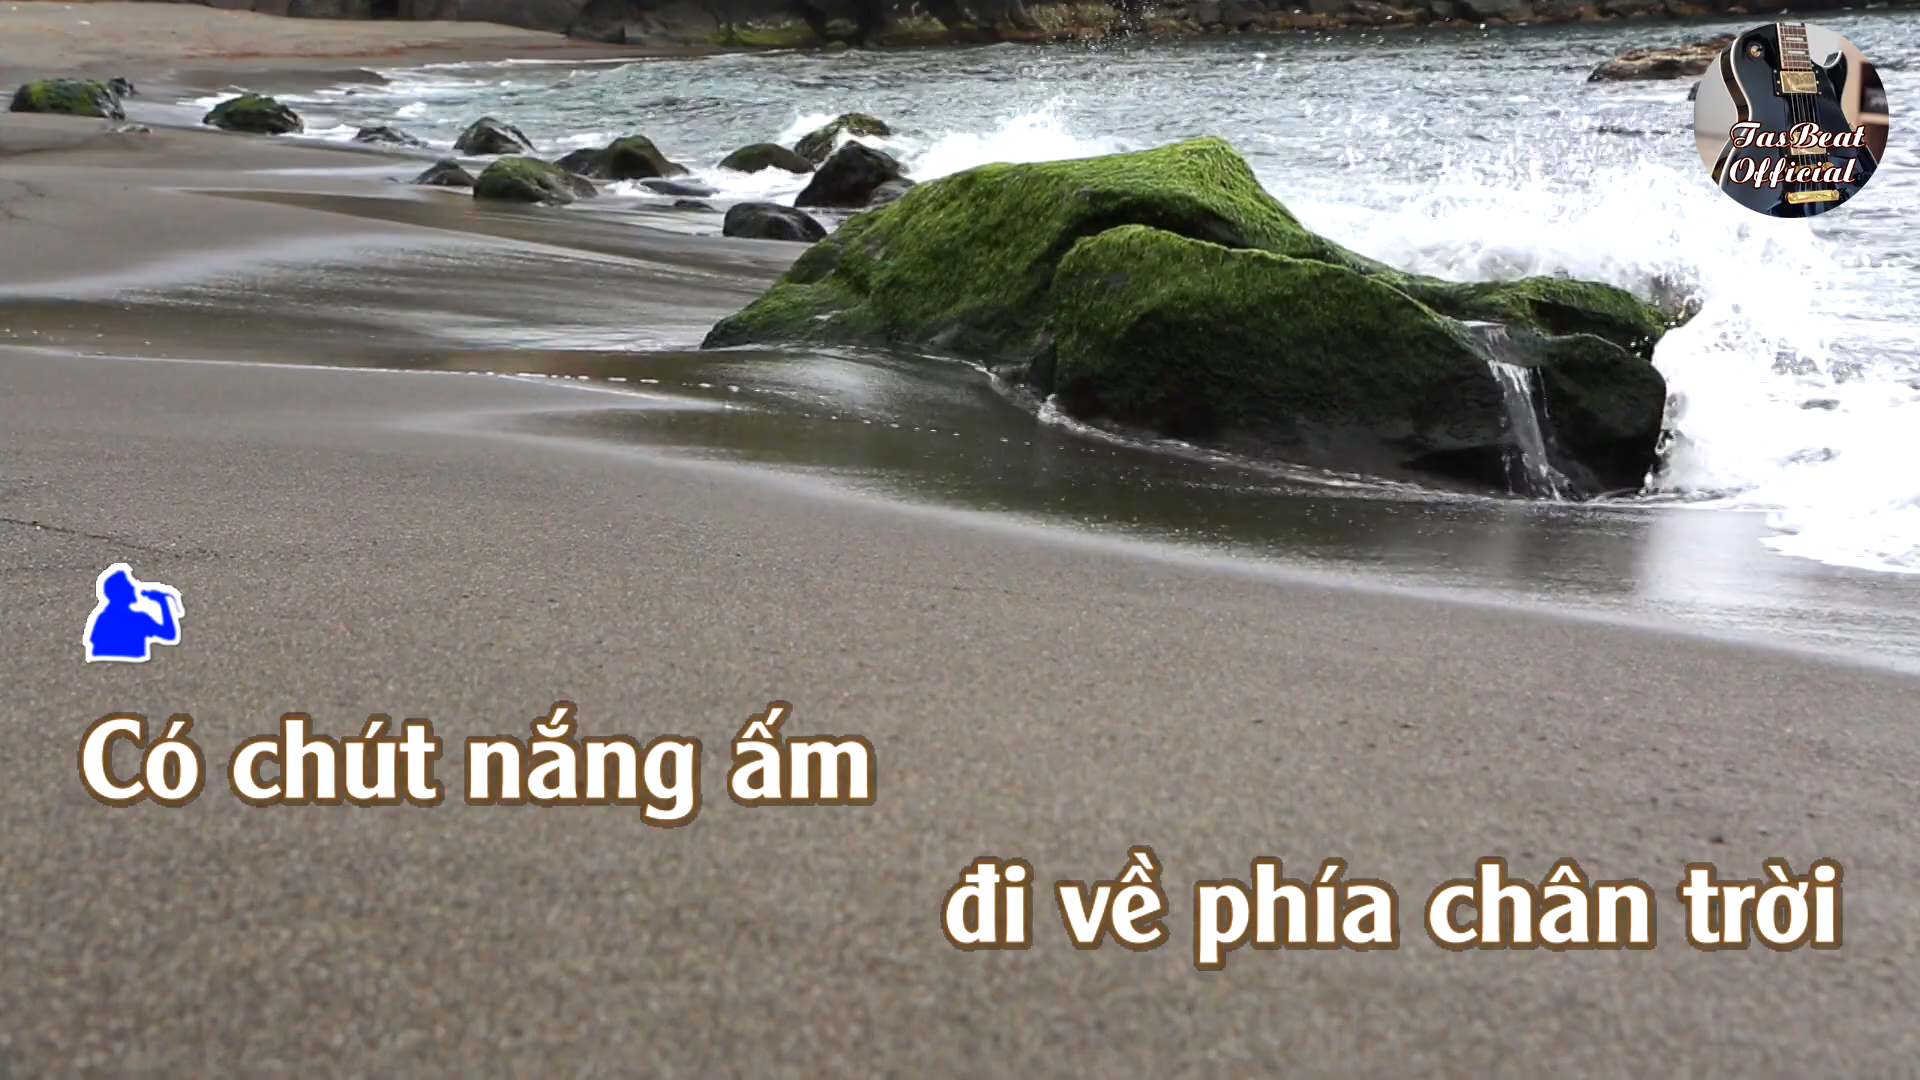 TasBeat
Official
Có chút nắng ấm
đi về phía chân trời